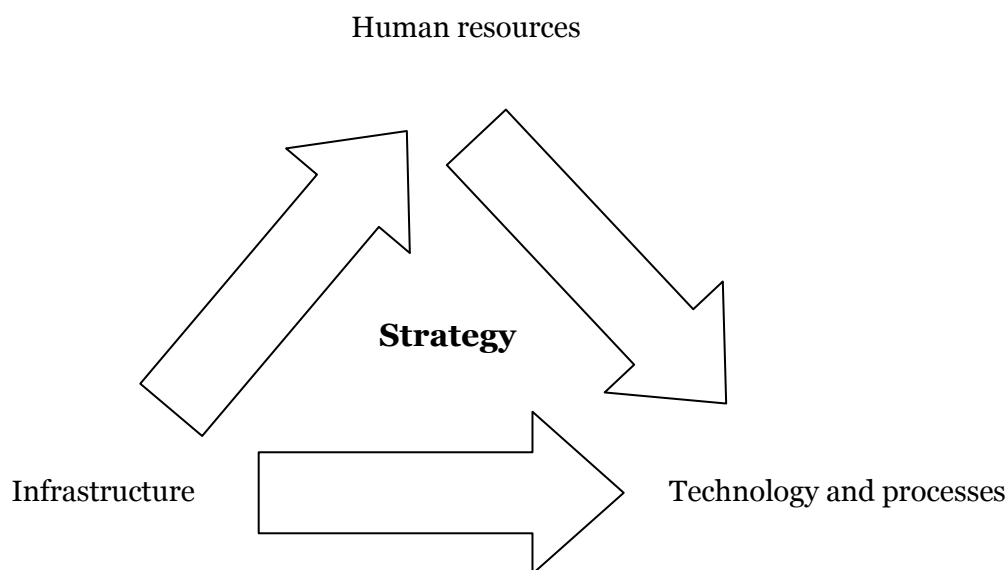 Human resources
Strategy
Infrastructure
Technology and processes